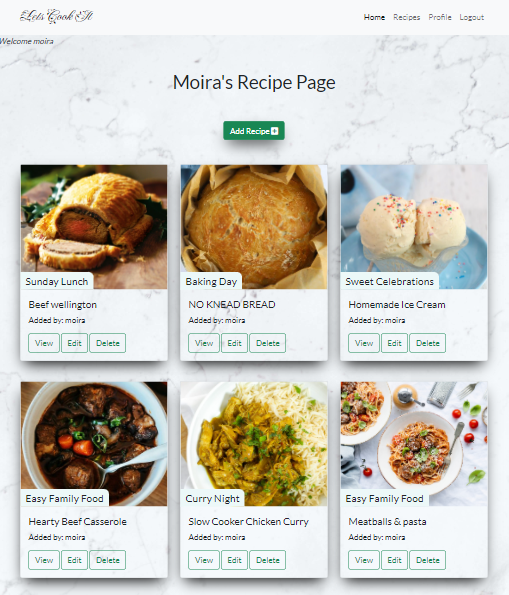 Lets Cook It
Home Recipes Profile Logout
Welcome moira
Moira's Recipe Page
Add Recipe
Sunday Lunch
Beef wellington
Added by: moira
View Edit Delete
Baking Day
NO KNEAD BREAD
Added by: moira
View Edit Delete
Sweet Celebrations
Homemade Ice Cream
Added by: moira
View Edit Delete
Easy Family Food
Hearty Beef Casserole
Added by: moira
View Edit Delete
Curry Night
Slow Cooker Chicken Curry
Added by: moira
View Edit Delete
Easy Family Food
Meatballs & pasta
Added by: moira
View Edit Delete